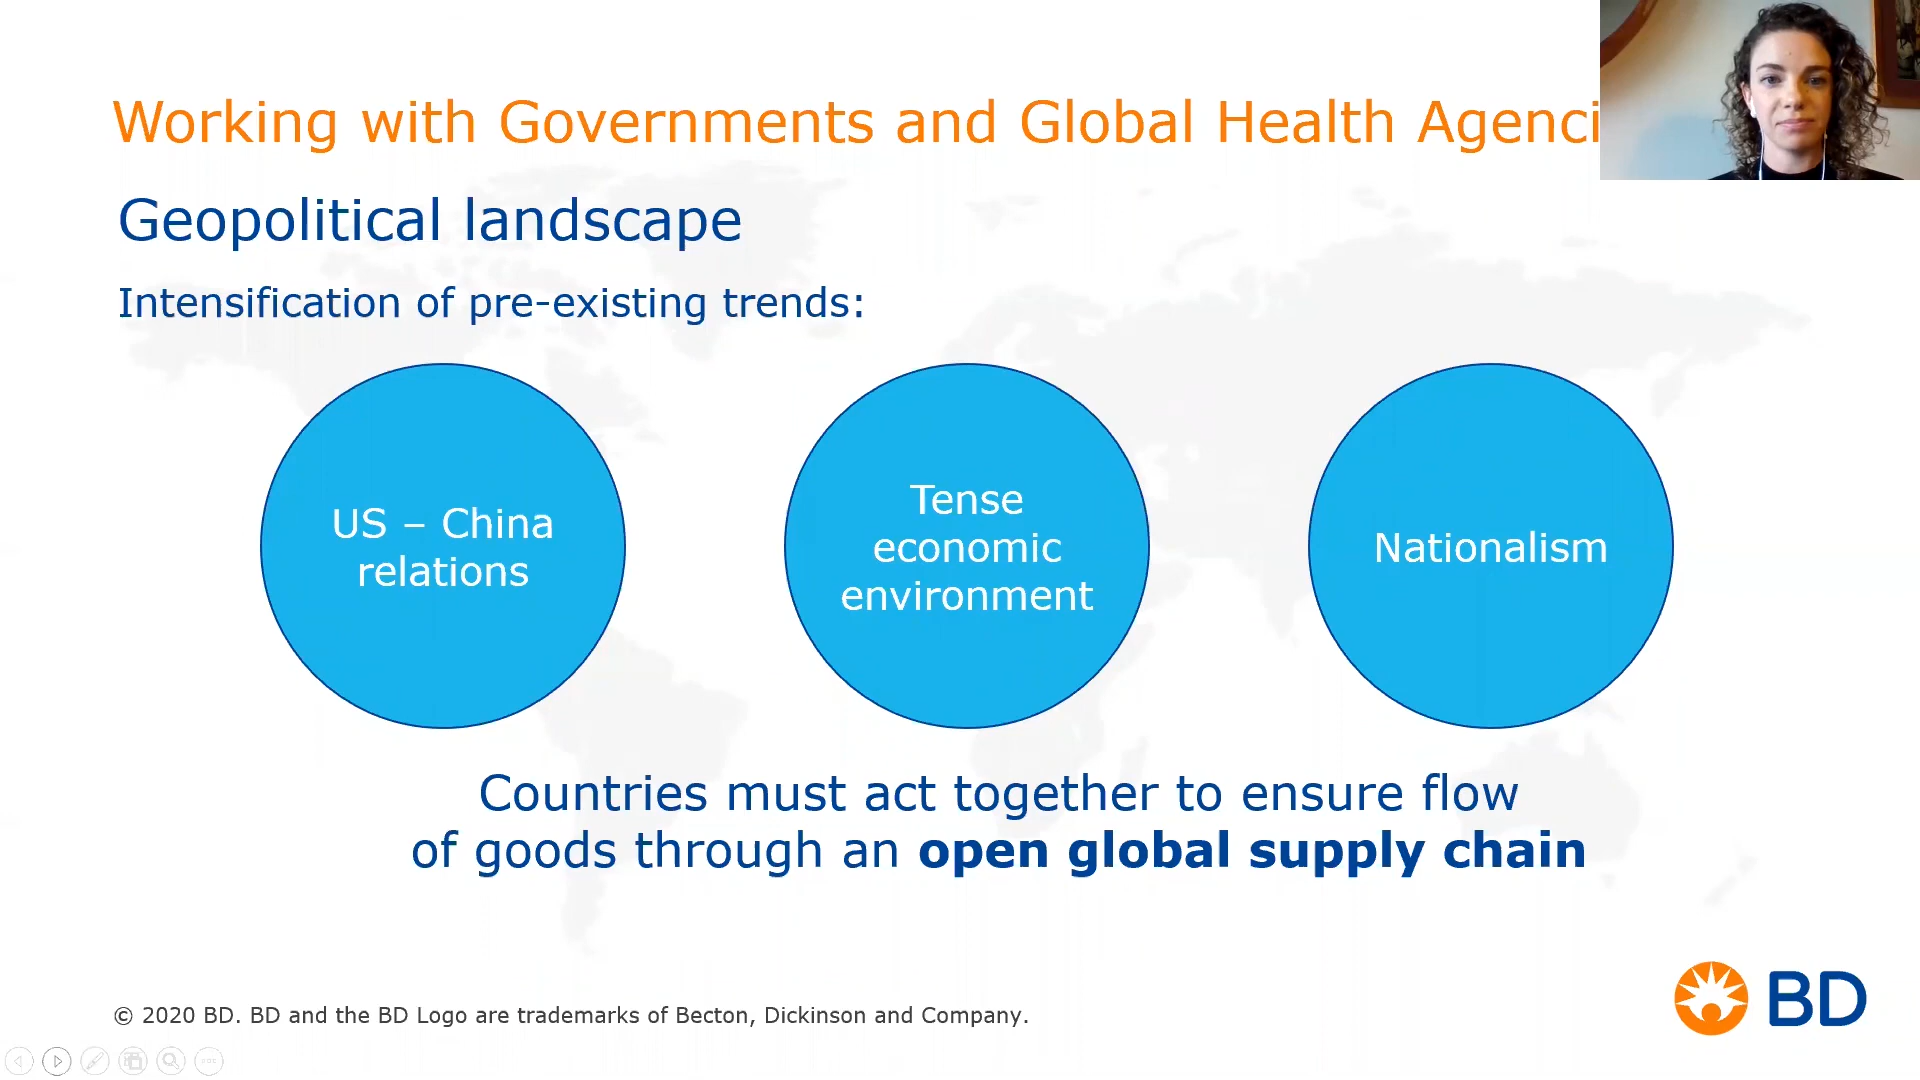 Working with Governments and Global Health Agenci
Geopolitical landscape
Intensification of pre-existing trends:
US – China
relations
Tense
economic
environment
Nationalism
Countries must act together to ensure flow
of goods through an open global supply chain
BD
© 2020 BD. BD and the BD Logo are trademarks of Becton, Dickinson and Company.